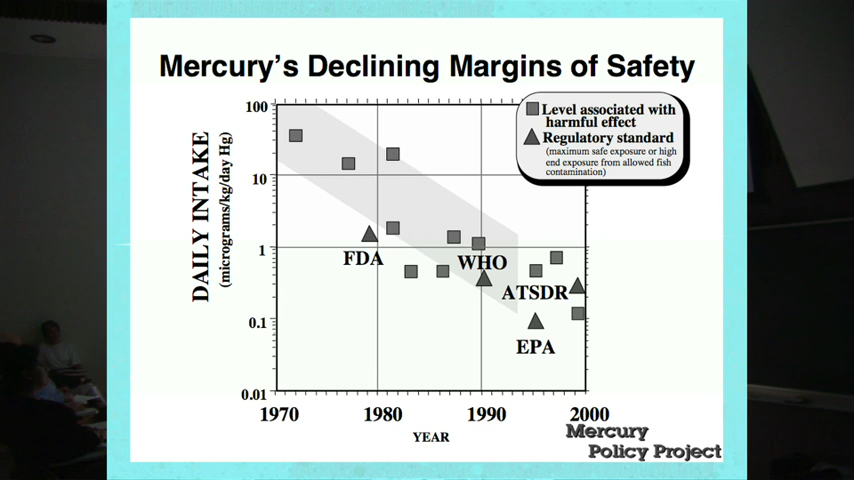 Mercury's Declining Margins of Safety
Level associated with
harmful effect
Regulatory standard
(maximum safe exposure or high
end exposure from allowed fish
contamination)
DAILY INTAKE
(micrograms/kg/day Hg)
100
10
1
0.1
0.01
FDA
WHO
ATSDR
EPA
1970
1980
1990
2000
YEAR
Mercury
Policy Project